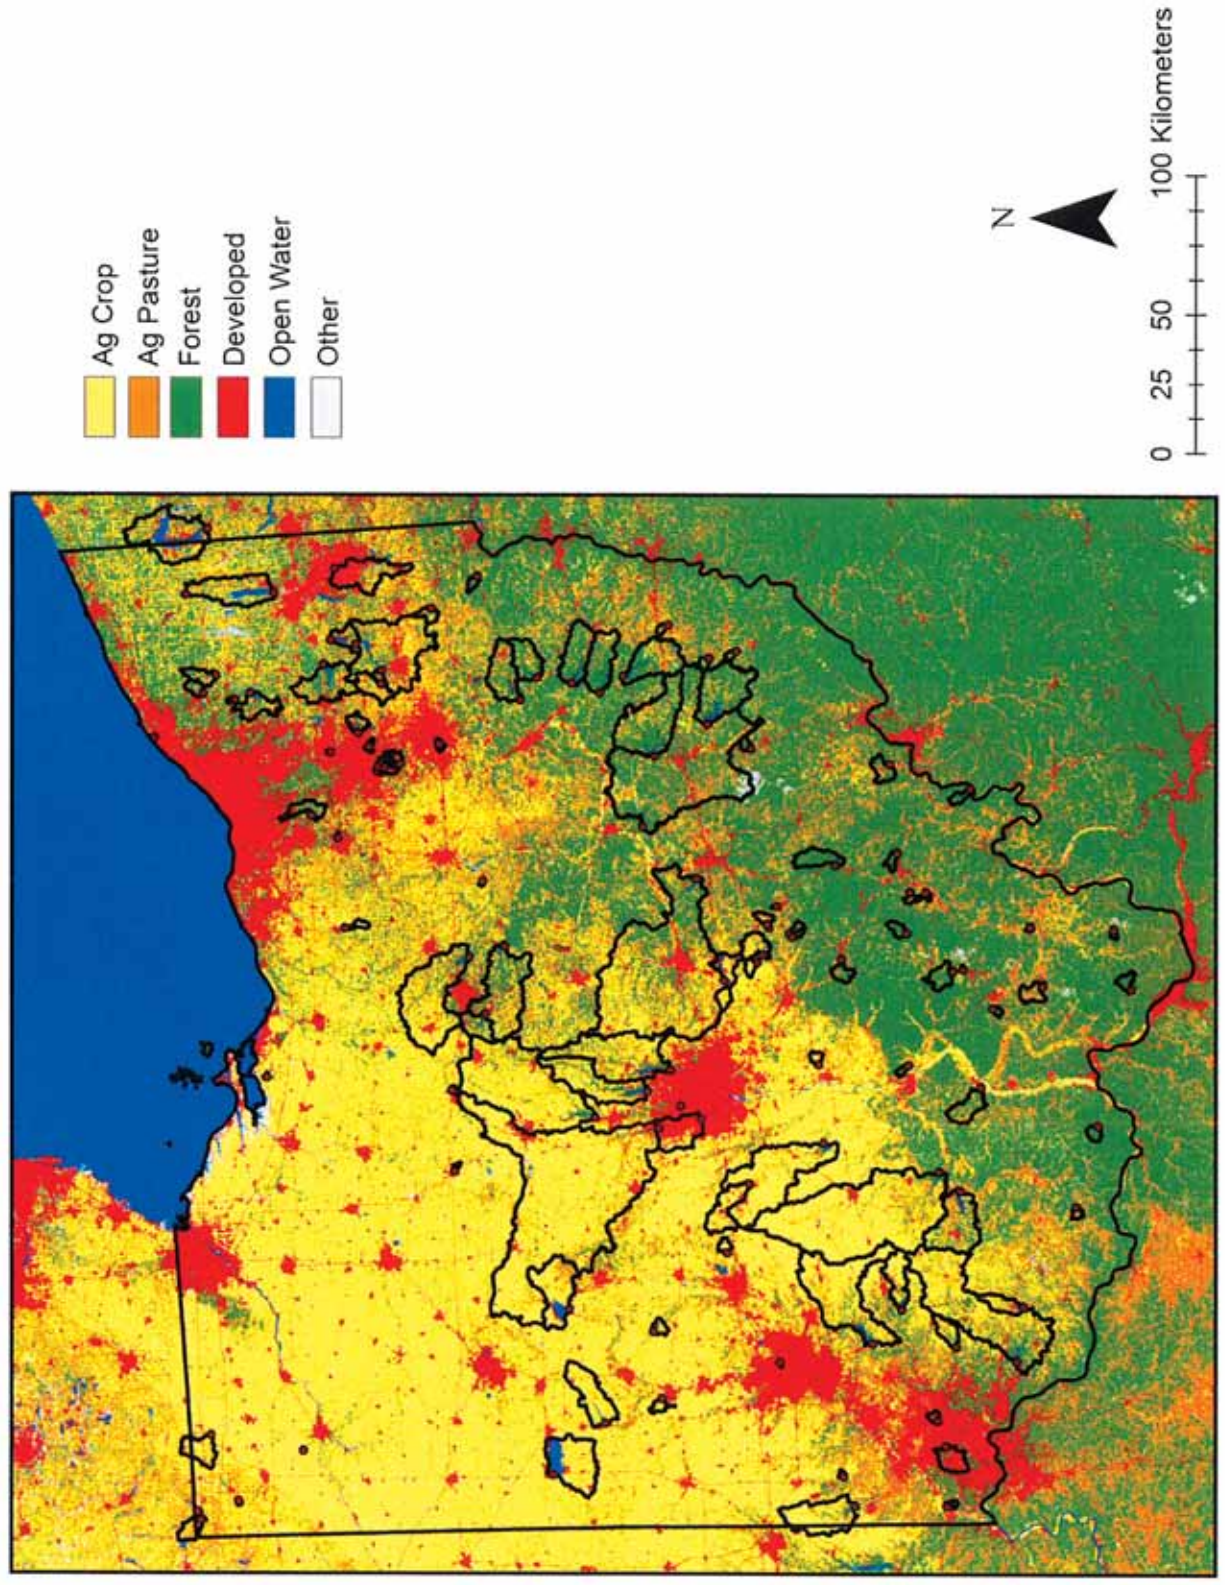 Ag Crop
Ag Pasture
Forest
Developed
Open Water
Other
N
0 25 50 100 Kilometers